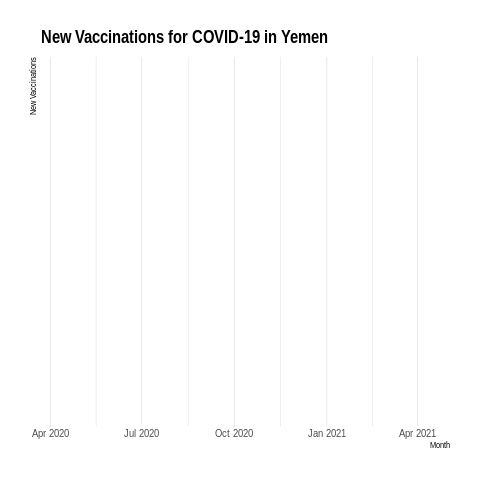 New Vaccinations for COVID-19 in Yemen
New Vaccinations
Apr 2020 Jul 2020 Oct 2020 Jan 2021 Apr 2021
Month